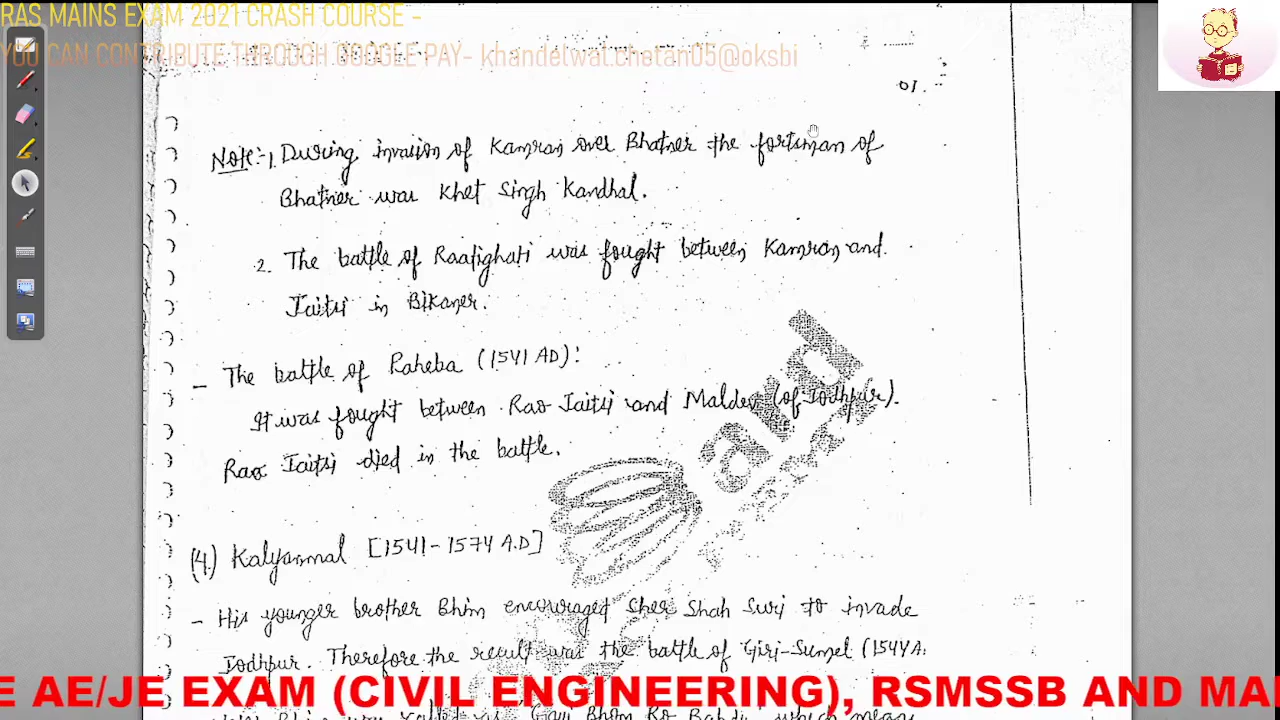 RAS MAINS EXAM 2021 CRASH COURSE -
YOU CAN CONTRIBUTE THROUGH GOOGLE PAY- khandelwal.chetan05@oksbi
01.
Note:- 1. During invasion of Kamran over Bhatner the fortsman of
Bhatner was Khet Singh Kandhal.
2. The battle of Raatighati was fought between Kamran and
Jaitsi in Bikaner.
- The battle of Paheba (1541 AD):
It was fought between Rao Jaitsi and Maldev (of Jodhpur).
Rao Jaitsi died in the battle.
(4.) Kalyanmal [1541-1574 A.D]
- His younger brother Bhim encouraged Sher Shah Suri to invade
Jodhpur. Therefore the result was the battle of Giri-Sumel (1544 A.
E AE/JE EXAM (CIVIL ENGINEERING), RSMSSB AND MA
ard